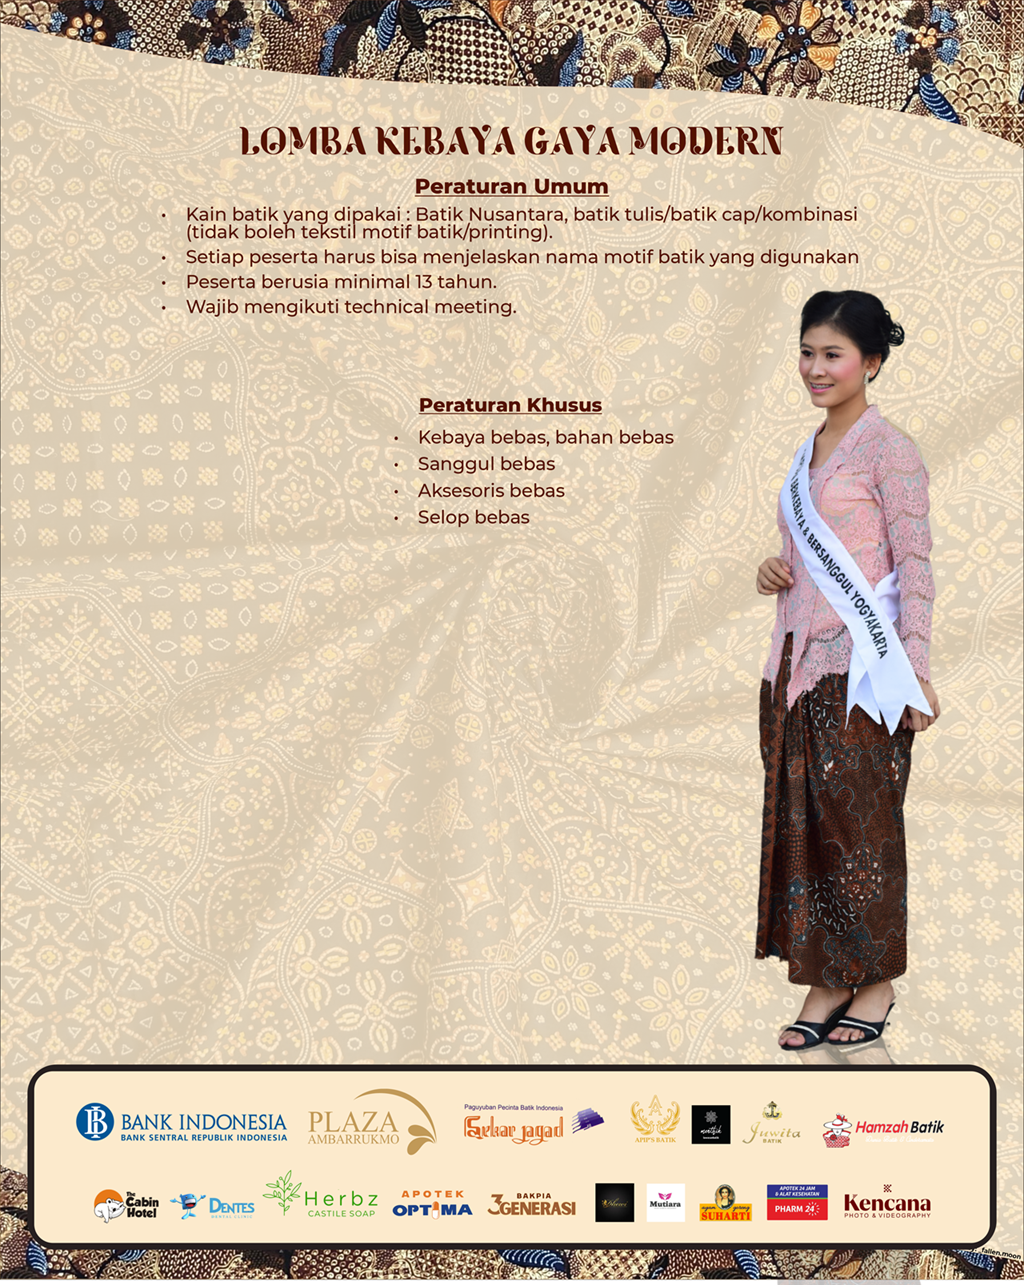 LOMBA KEBAYA GAYA MODERN
Peraturan Umum
• Kain batik yang dipakai : Batik Nusantara, batik tulis/batik cap/kombinasi
(tidak boleh tekstil motif batik/printing).
• Setiap peserta harus bisa menjelaskan nama motif batik yang digunakan
• Peserta berusia minimal 13 tahun.
• Wajib mengikuti technical meeting.
Peraturan Khusus
• Kebaya bebas, bahan bebas
• Sanggul bebas
• Aksesoris bebas
• Selop bebas
BERKEBAYA & BERSANGGUL YOGYAKARTA
BANK INDONESIA
BANK SENTRAL REPUBLIK INDONESIA
PLAZA
AMBARRUKMO
Paguyuban Pecinta Batik Indonesia
Sekar Jagad
APIP'S BATIK
Juwita
BATIK
Hamzah Batik
The
Cabin
Hotel
DENTES
DENTAL CLINIC
Herbz
CASTILE SOAP
APOTEK
OPTIMA
BAKPIA
3GENERASI
Mutiara
ayam goreng
SUHARTI
APOTEK 24 JAM
& ALAT KESEHATAN
PHARM 24
Kencana
PHOTO & VIDEOGRAPHY
fallen.moon